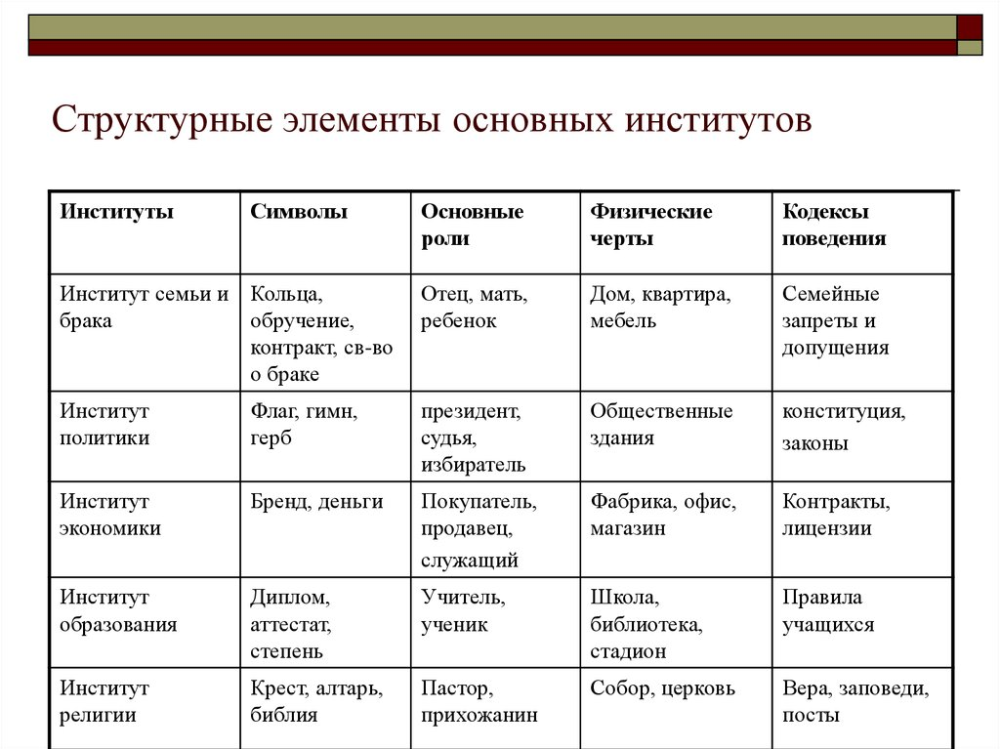 Структурные элементы основных институтов
Институты
Символы
Основные
роли
Физические
черты
Кодексы
поведения
Институт семьи и
брака
Кольца,
обручение,
контракт, св-во
о браке
Отец, мать,
ребенок
Дом, квартира,
мебель
Семейные
запреты и
допущения
Институт
политики
Флаг, гимн,
герб
президент,
судья,
избиратель
Общественные
здания
конституция,
законы
Институт
экономики
Бренд, деньги
Покупатель,
продавец,
служащий
Фабрика, офис,
магазин
Контракты,
лицензии
Институт
образования
Диплом,
аттестат,
степень
Учитель,
ученик
Школа,
библиотека,
стадион
Правила
учащихся
Институт
религии
Крест, алтарь,
библия
Пастор,
прихожанин
Собор, церковь
Вера, заповеди,
посты